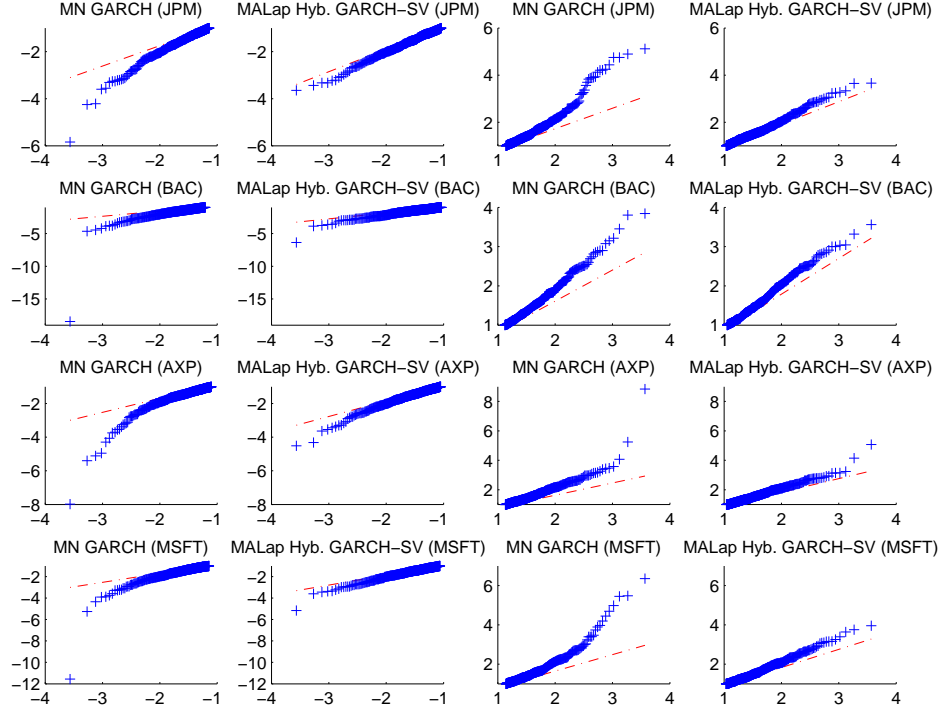 MN GARCH (JPM) MALap Hyb. GARCH−SV (JPM) MN GARCH (JPM) MALap Hyb. GARCH−SV (JPM)
−2 −2 6 6
−4 −4 4 4
−6 −6 2 2
−4 −3 −2 −1 −4 −3 −2 −1 1 2 3 4 1 2 3 4
MN GARCH (BAC) MALap Hyb. GARCH−SV (BAC) MN GARCH (BAC) MALap Hyb. GARCH−SV (BAC)
4 4
−5 −5 3 3
−10 −10 2 2
−15 −15 1 1
−4 −3 −2 −1 −4 −3 −2 −1 1 2 3 4 1 2 3 4
MN GARCH (AXP) MALap Hyb. GARCH−SV (AXP) MN GARCH (AXP) MALap Hyb. GARCH−SV (AXP)
−2 −2 8 8
−4 −4 6 6
−6 −6 4 4
−8 −8 2 2
−4 −3 −2 −1 −4 −3 −2 −1 1 2 3 4 1 2 3 4
MN GARCH (MSFT) MALap Hyb. GARCH−SV (MSFT) MN GARCH (MSFT) MALap Hyb. GARCH−SV (MSFT)
−2 −2 6 6
−4 −4
−6 −6 4 4
−8 −8
−10 −10 2 2
−12 −12
−4 −3 −2 −1 −4 −3 −2 −1 1 2 3 4 1 2 3 4